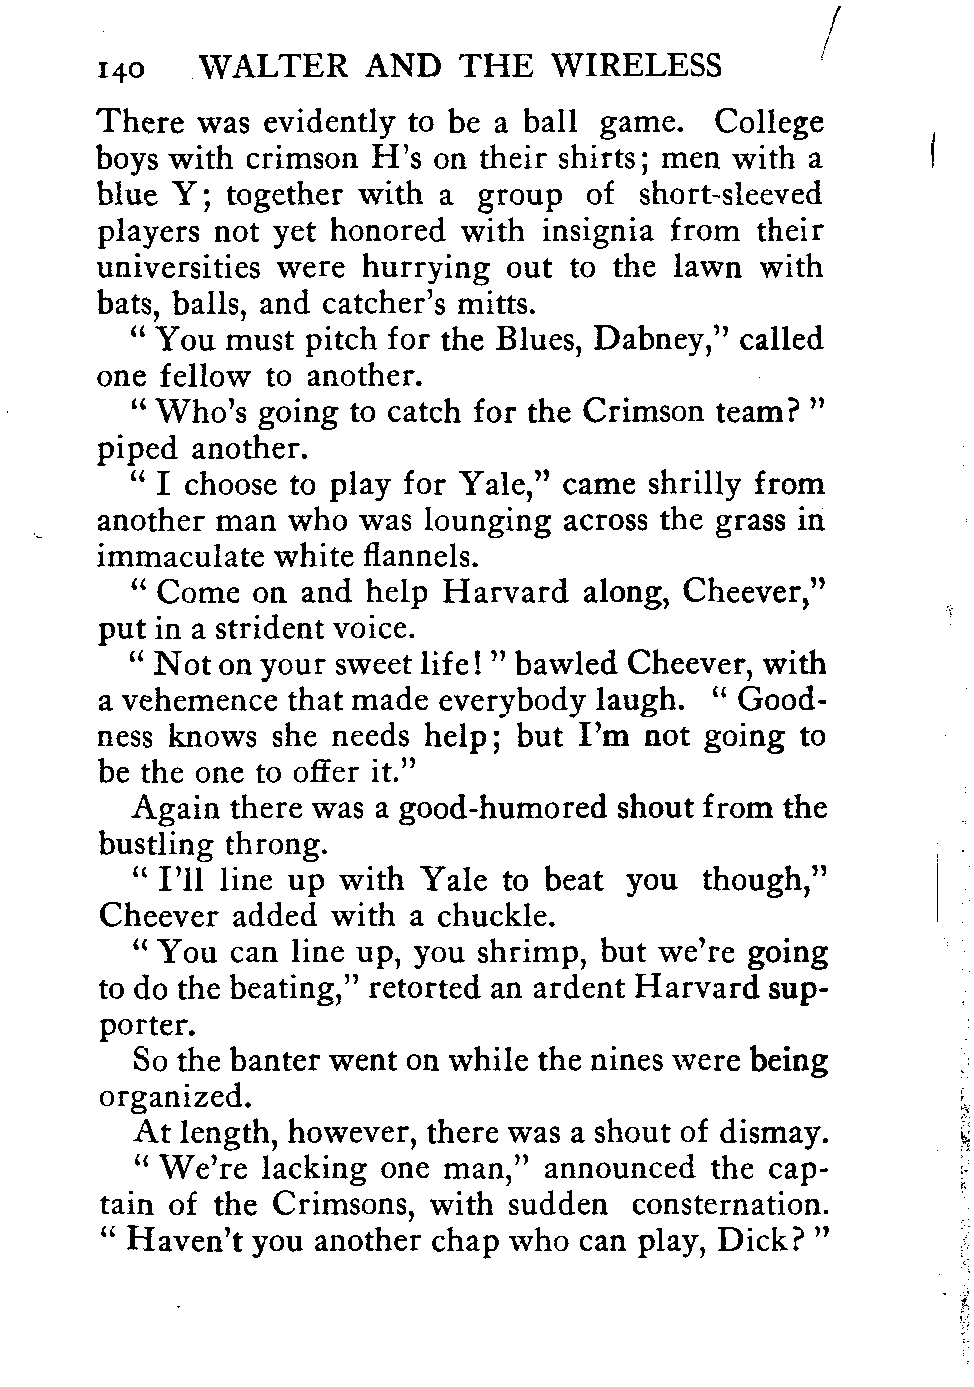 140 WALTER AND THE WIRELESS
There was evidently to be a ball game. College
boys with crimson H's on their shirts; men with a
blue Y; together with a group of short-sleeved
players not yet honored with insignia from their
universities were hurrying out to the lawn with
bats, balls, and catcher's mitts.
“ You must pitch for the Blues, Dabney,” called
one fellow to another.
“ Who's going to catch for the Crimson team? ”
piped another.
“ I choose to play for Yale,” came shrilly from
another man who was lounging across the grass in
immaculate white flannels.
“ Come on and help Harvard along, Cheever,”
put in a strident voice.
“ Not on your sweet life! ” bawled Cheever, with
a vehemence that made everybody laugh. “ Good-
ness knows she needs help; but I'm not going to
be the one to offer it.”
Again there was a good-humored shout from the
bustling throng.
“ I'll line up with Yale to beat you though,”
Cheever added with a chuckle.
“ You can line up, you shrimp, but we're going
to do the beating,” retorted an ardent Harvard sup-
porter.
So the banter went on while the nines were being
organized.
At length, however, there was a shout of dismay.
“ We're lacking one man,” announced the cap-
tain of the Crimsons, with sudden consternation.
“ Haven't you another chap who can play, Dick? ”